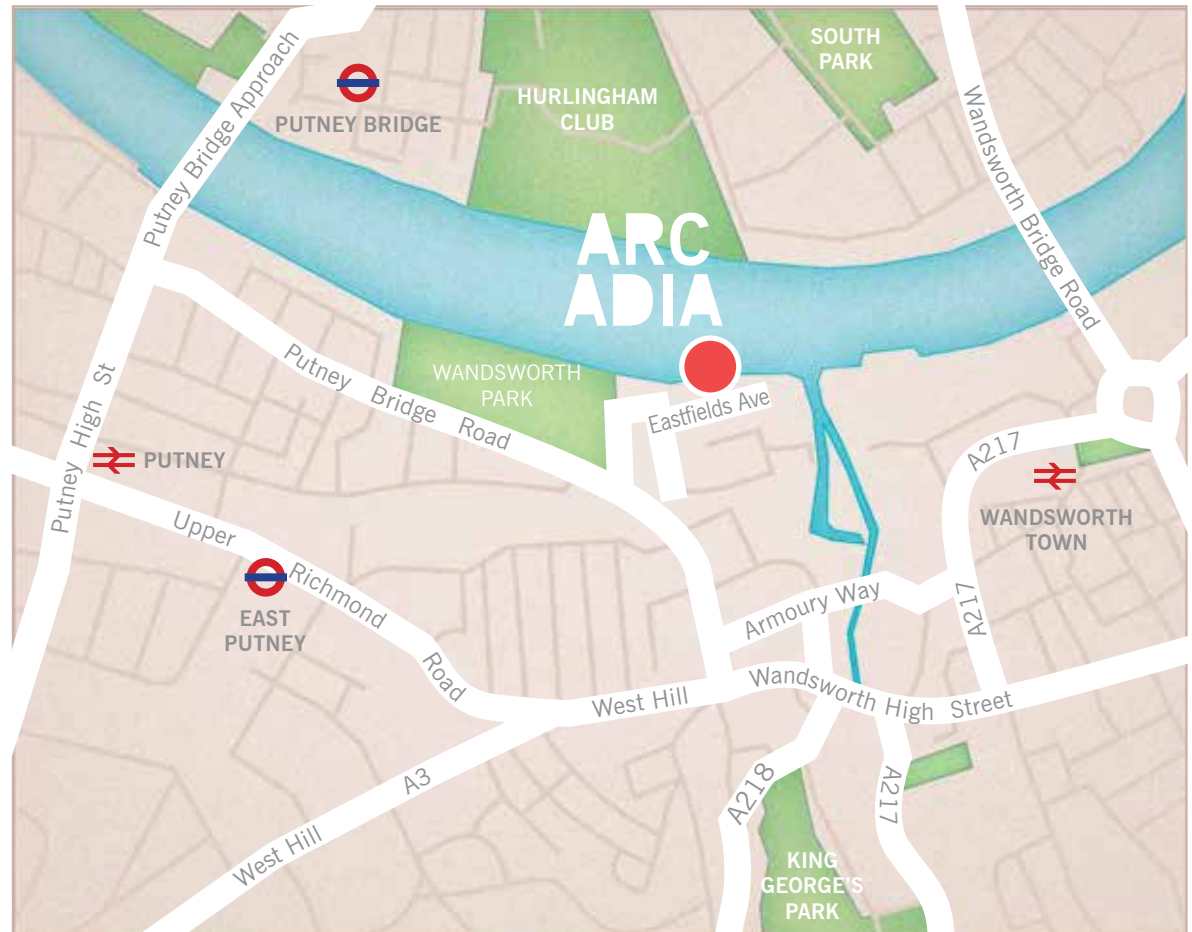 SOUTH
PARK
HURLINGHAM
CLUB
Putney Bridge Approach
PUTNEY BRIDGE
Wandsworth Bridge Road
ARC
ADIA
WANDSWORTH
PARK
Eastfields Ave
Putney Bridge Road
Putney High St
PUTNEY
A217
WANDSWORTH
TOWN
Upper Richmond Road
EAST
PUTNEY
Armoury Way
A217
West Hill
Wandsworth High Street
A3
West Hill
A218
A217
KING
GEORGE'S
PARK